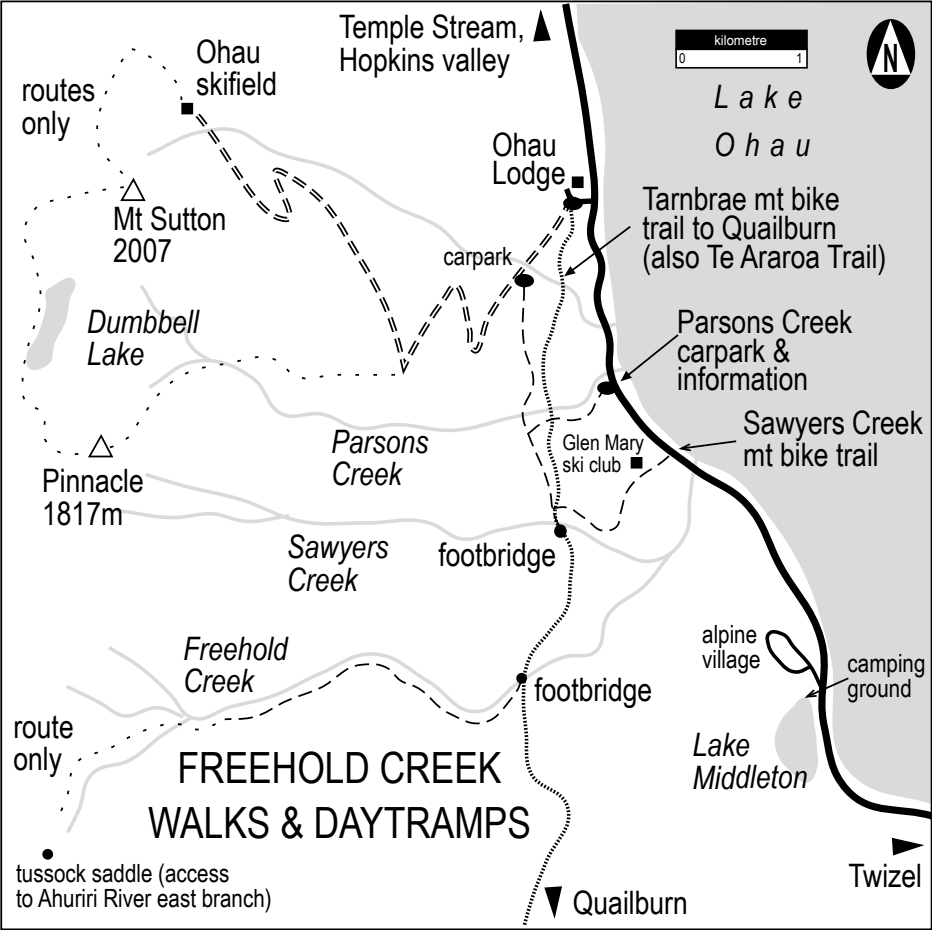 Temple Stream,
Hopkins valley
kilometre
0 1
N
Lake
Ohau
Ohau
skifield
routes
only
Ohau
Lodge
Mt Sutton
2007
Tarnbrae mt bike
trail to Quailburn
(also Te Araroa Trail)
carpark
Dumbbell
Lake
Parsons Creek
carpark &
information
Parsons
Creek
Glen Mary
ski club
Sawyers Creek
mt bike trail
Pinnacle
1817m
Sawyers
Creek
footbridge
Freehold
Creek
alpine
village
camping
ground
footbridge
route
only
Lake
Middleton
FREEHOLD CREEK
WALKS & DAYTRAMPS
tussock saddle (access
to Ahuriri River east branch)
Twizel
Quailburn